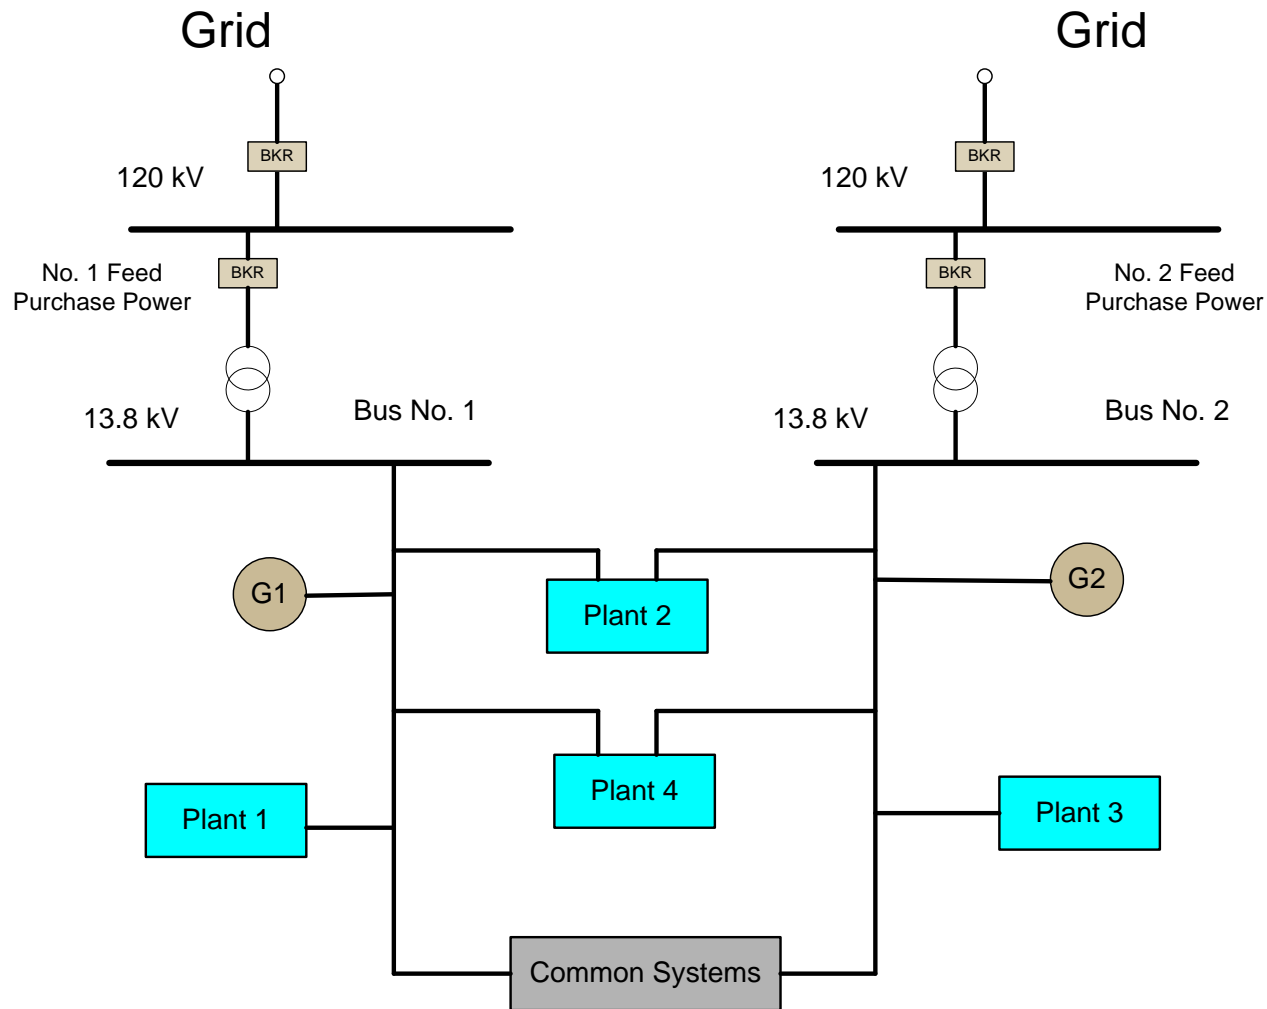 Grid
Grid
BKR
BKR
120 kV
120 kV
No. 1 Feed
Purchase Power
BKR
BKR
No. 2 Feed
Purchase Power
13.8 kV
Bus No. 1
13.8 kV
Bus No. 2
G1
G2
Plant 2
Plant 4
Plant 1
Plant 3
Common Systems